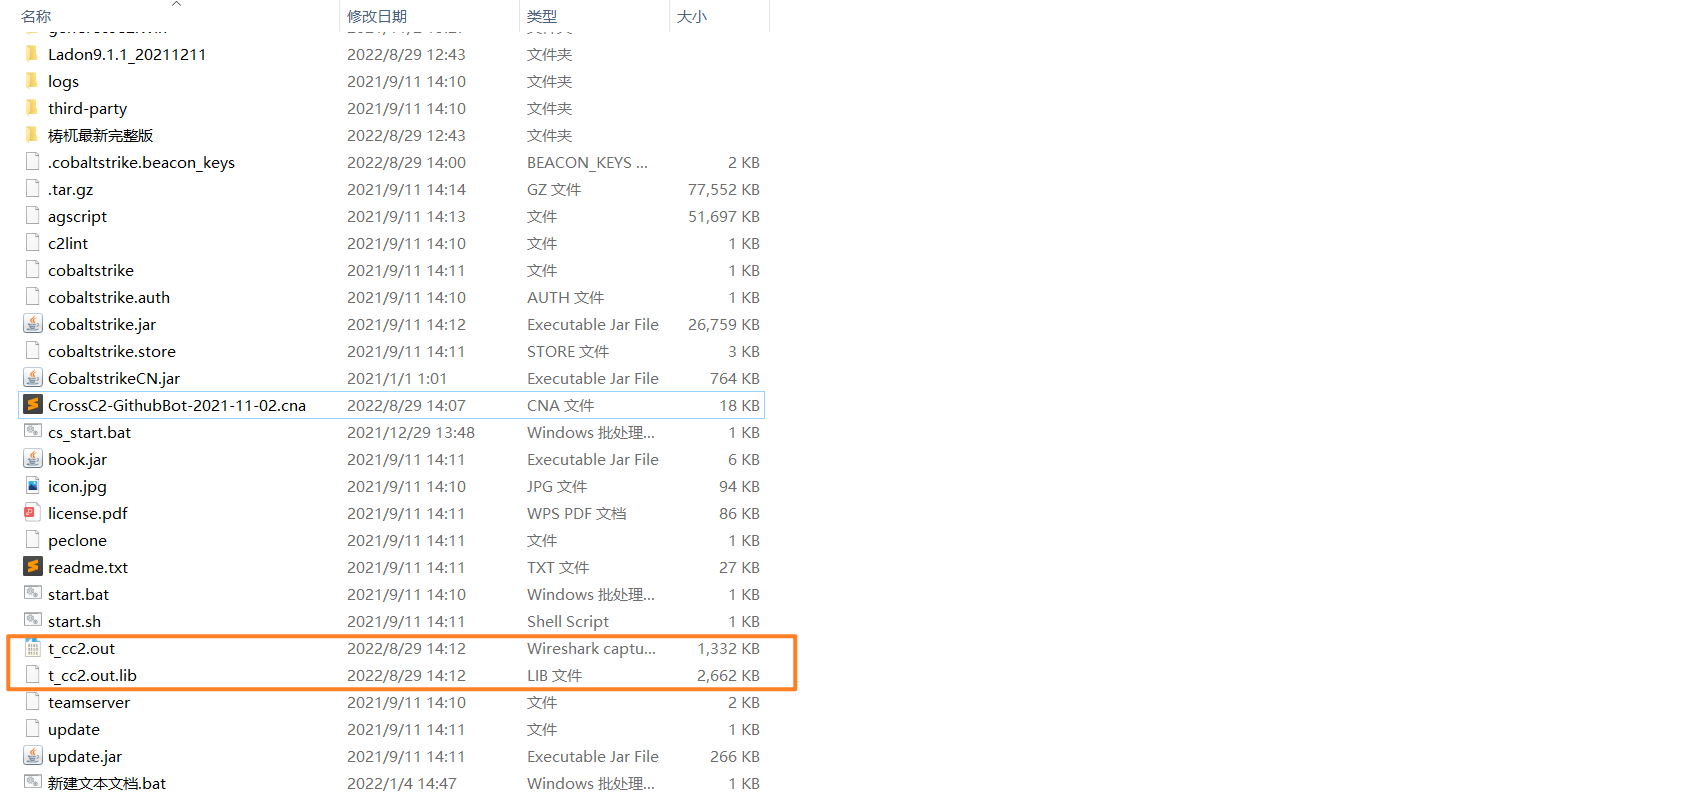 名称 修改日期 类型 大小
Ladon9.1.1_20211211 2022/8/29 12:43 文件夹
logs 2021/9/11 14:10 文件夹
third-party 2021/9/11 14:10 文件夹
梼杌最新完整版 2022/8/29 12:43 文件夹
.cobaltstrike.beacon_keys 2022/8/29 14:00 BEACON_KEYS ... 2 KB
.tar.gz 2021/9/11 14:14 GZ 文件 77,552 KB
agscript 2021/9/11 14:13 文件 51,697 KB
c2lint 2021/9/11 14:10 文件 1 KB
cobaltstrike 2021/9/11 14:11 文件 1 KB
cobaltstrike.auth 2021/9/11 14:10 AUTH 文件 1 KB
cobaltstrike.jar 2021/9/11 14:12 Executable Jar File 26,759 KB
cobaltstrike.store 2021/9/11 14:11 STORE 文件 3 KB
CobaltstrikeCN.jar 2021/1/1 1:01 Executable Jar File 764 KB
CrossC2-GithubBot-2021-11-02.cna 2022/8/29 14:07 CNA 文件 18 KB
cs_start.bat 2021/12/29 13:48 Windows 批处理... 1 KB
hook.jar 2021/9/11 14:11 Executable Jar File 6 KB
icon.jpg 2021/9/11 14:10 JPG 文件 94 KB
license.pdf 2021/9/11 14:11 WPS PDF 文档 86 KB
peclone 2021/9/11 14:11 文件 1 KB
readme.txt 2021/9/11 14:11 TXT 文件 27 KB
start.bat 2021/9/11 14:10 Windows 批处理... 1 KB
start.sh 2021/9/11 14:11 Shell Script 1 KB
t_cc2.out 2022/8/29 14:12 Wireshark captu... 1,332 KB
t_cc2.out.lib 2022/8/29 14:12 LIB 文件 2,662 KB
teamserver 2021/9/11 14:10 文件 2 KB
update 2021/9/11 14:11 文件 1 KB
update.jar 2021/9/11 14:11 Executable Jar File 266 KB
新建文本文档.bat 2022/1/4 14:47 Windows 批处理... 1 KB